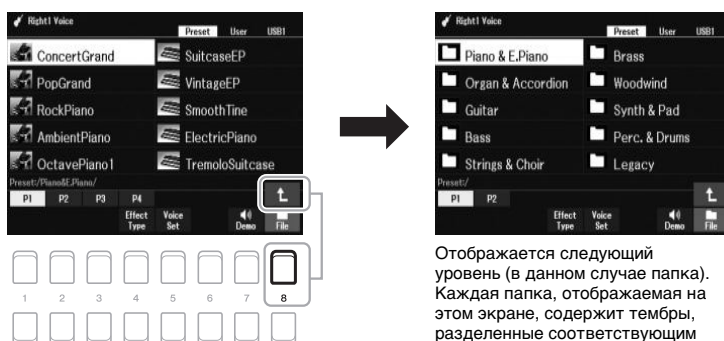 Right1 Voice
Preset User USB1
ConcertGrand SuitcaseEP
PopGrand VintageEP
RockPiano SmoothTine
AmbientPiano ElectricPiano
OctavePiano1 TremoloSuitcase
Preset:/Piano&E.Piano/
P1 P2 P3 P4
Effect Type Voice Set Demo File
1 2 3 4 5 6 7 8
Right1 Voice
Preset User USB1
Piano & E.Piano Brass
Organ & Accordion Woodwind
Guitar Synth & Pad
Bass Perc. & Drums
Strings & Choir Legacy
Preset:/
P1 P2
Effect Type Voice Set Demo File
Отображается следующий
уровень (в данном случае папка).
Каждая папка, отображаемая на
этом экране, содержит тембры,
разделенные соответствующим